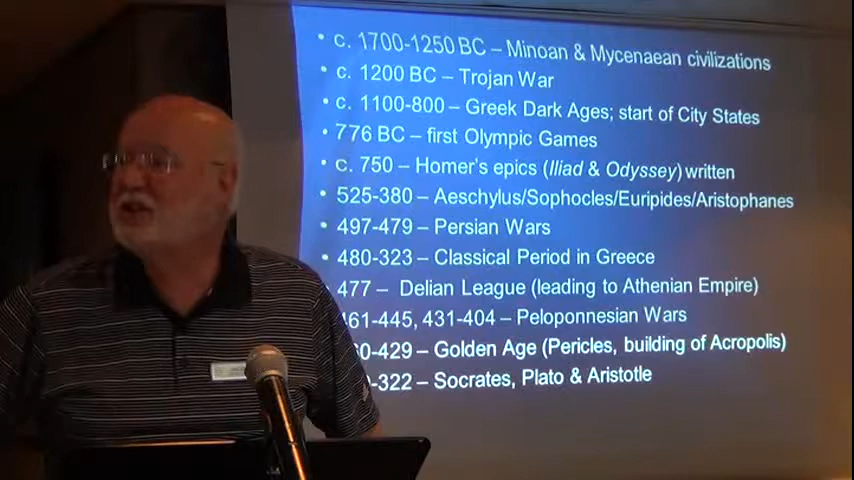 • c. 1700-1250 BC – Minoan & Mycenaean civilizations
• c. 1200 BC – Trojan War
• c. 1100-800 – Greek Dark Ages; start of City States
• 776 BC – first Olympic Games
• c. 750 – Homer's epics (Iliad & Odyssey) written
• 525-380 – Aeschylus/Sophocles/Euripides/Aristophanes
• 497-479 – Persian Wars
• 480-323 – Classical Period in Greece
477 – Delian League (leading to Athenian Empire)
61-445, 431-404 – Peloponnesian Wars
0-429 – Golden Age (Pericles, building of Acropolis)
-322 – Socrates, Plato & Aristotle